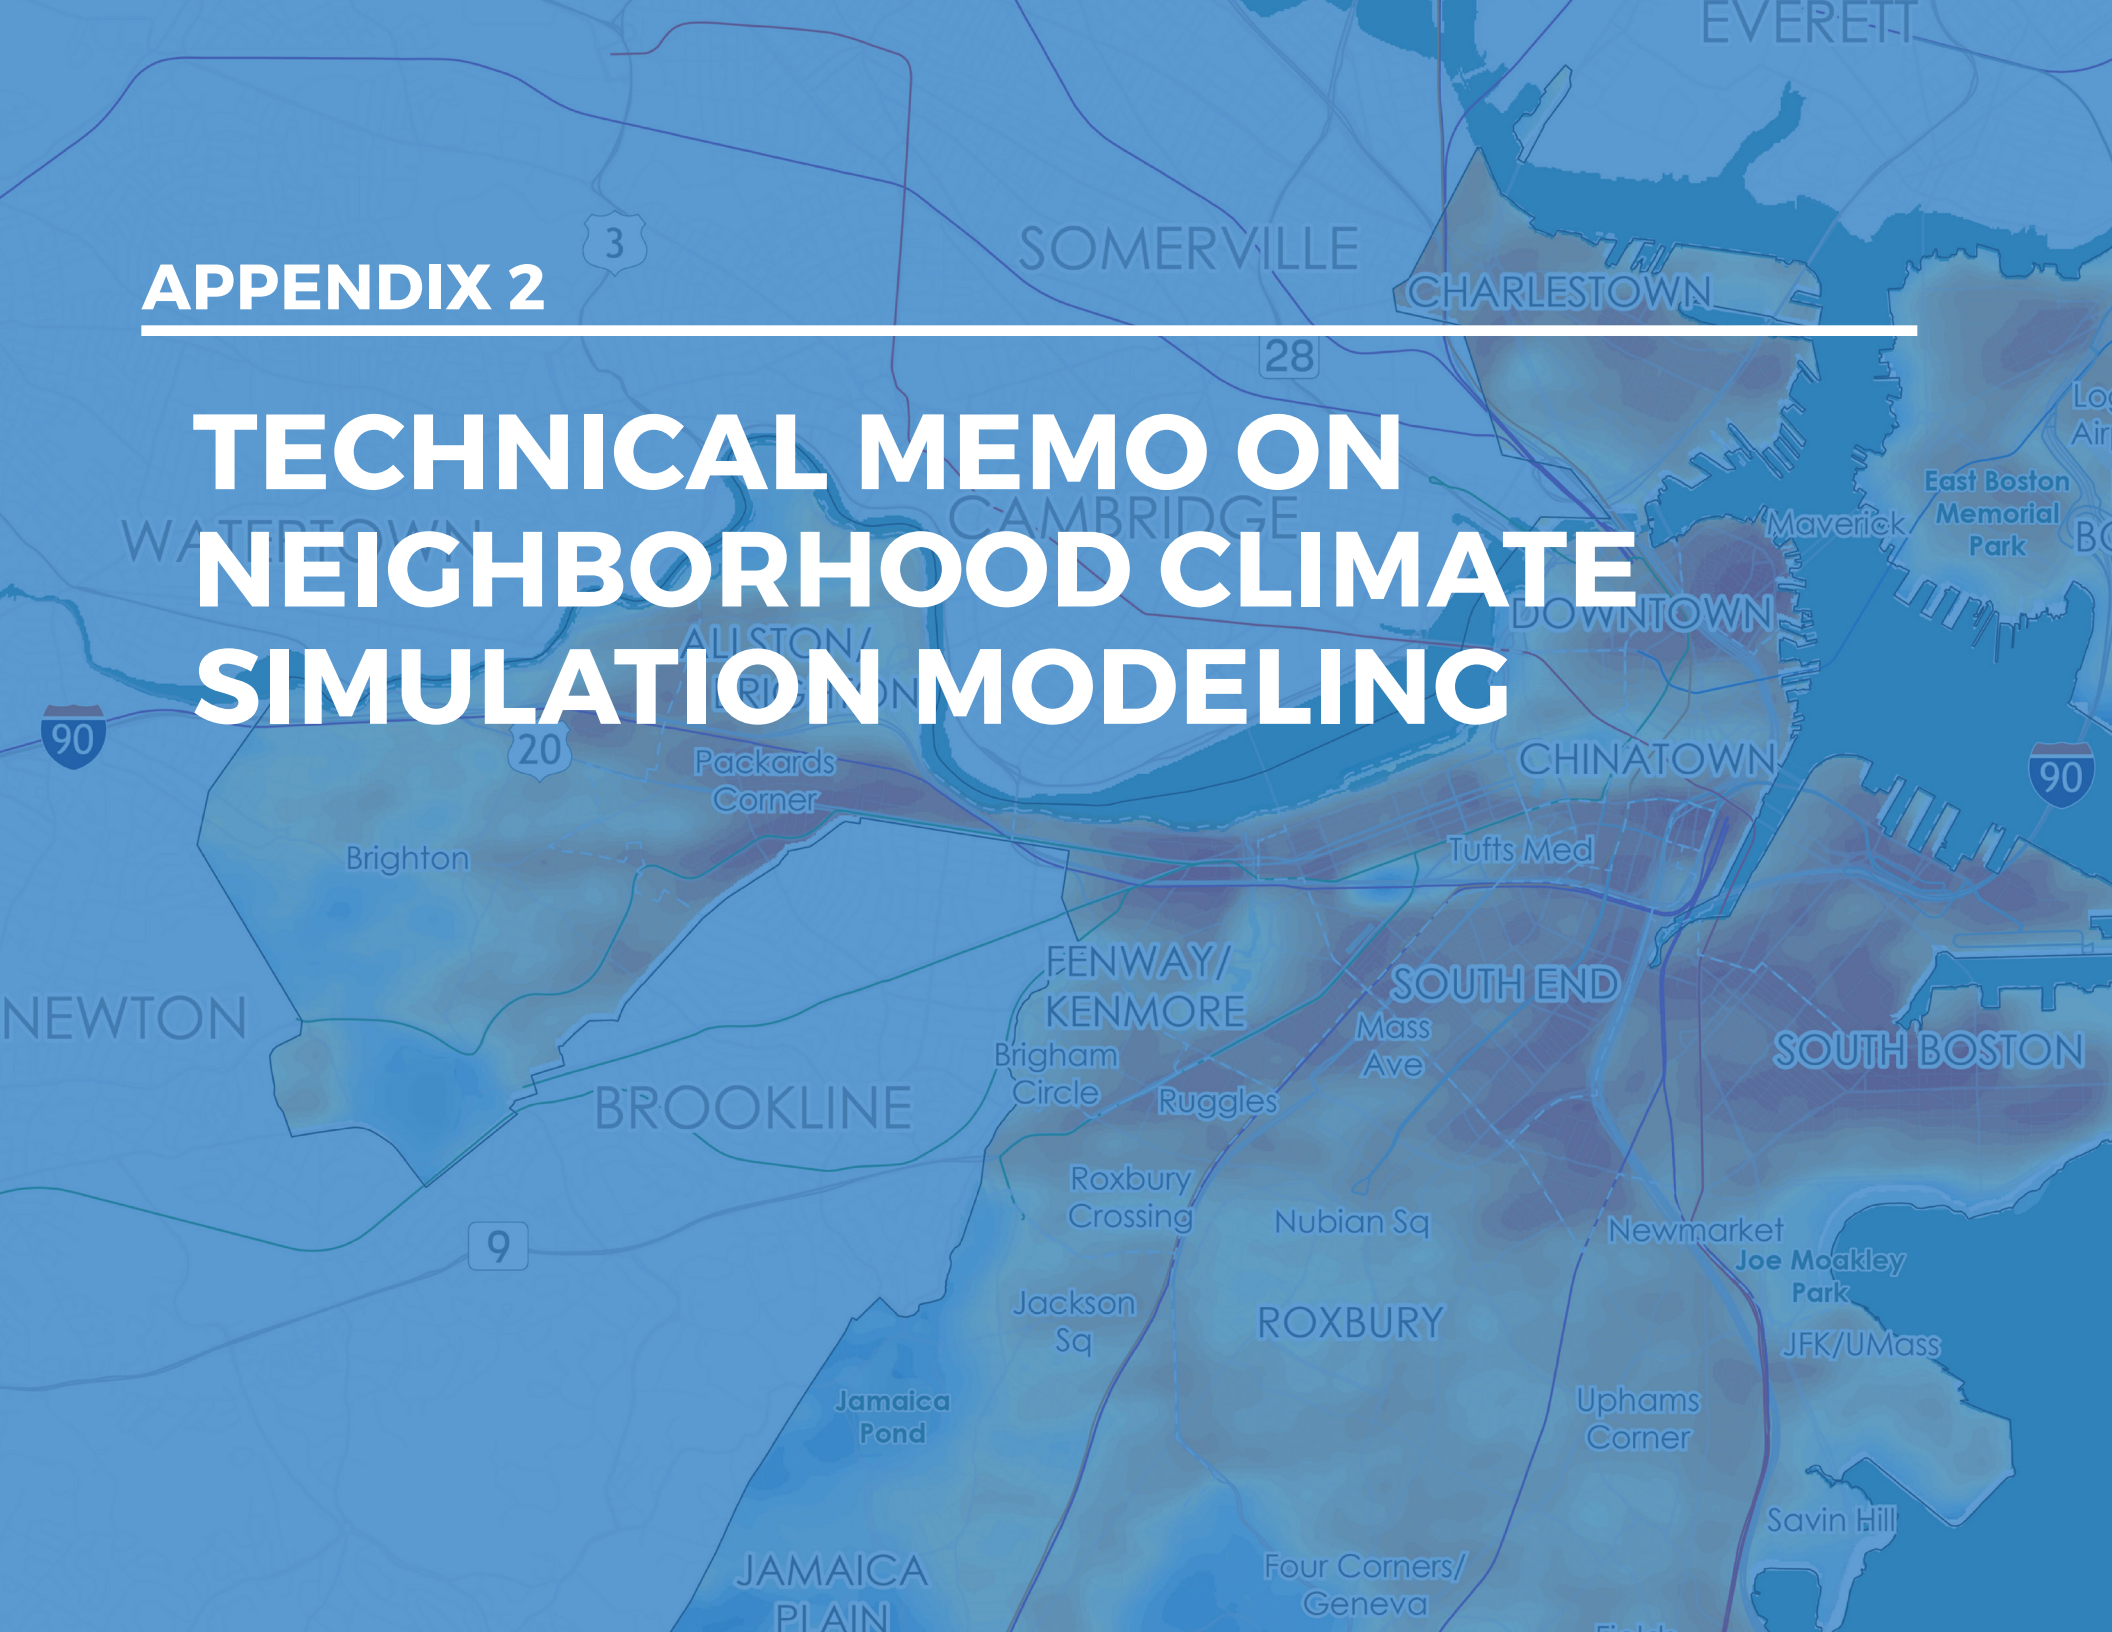 EVERETT
3
SOMERVILLE
APPENDIX 2
CHARLESTOWN
28
TECHNICAL MEMO ON
NEIGHBORHOOD CLIMATE
SIMULATION MODELING
WATERTOWN
CAMBRIDGE
East Boston
Memorial
Park
Maverick
DOWNTOWN
ALLSTON/
BRIGHTON
90
20
Packards
Corner
CHINATOWN
90
Brighton
Tufts Med
FENWAY/
KENMORE
SOUTH END
NEWTON
Mass
Ave
SOUTH BOSTON
Brigham
Circle
BROOKLINE
Ruggles
Roxbury
Crossing
Nubian Sq
Newmarket
9
Joe Moakley
Park
Jackson
Sq
ROXBURY
JFK/UMass
Jamaica
Pond
Uphams
Corner
Savin Hill
JAMAICA
PLAIN
Four Corners/
Geneva